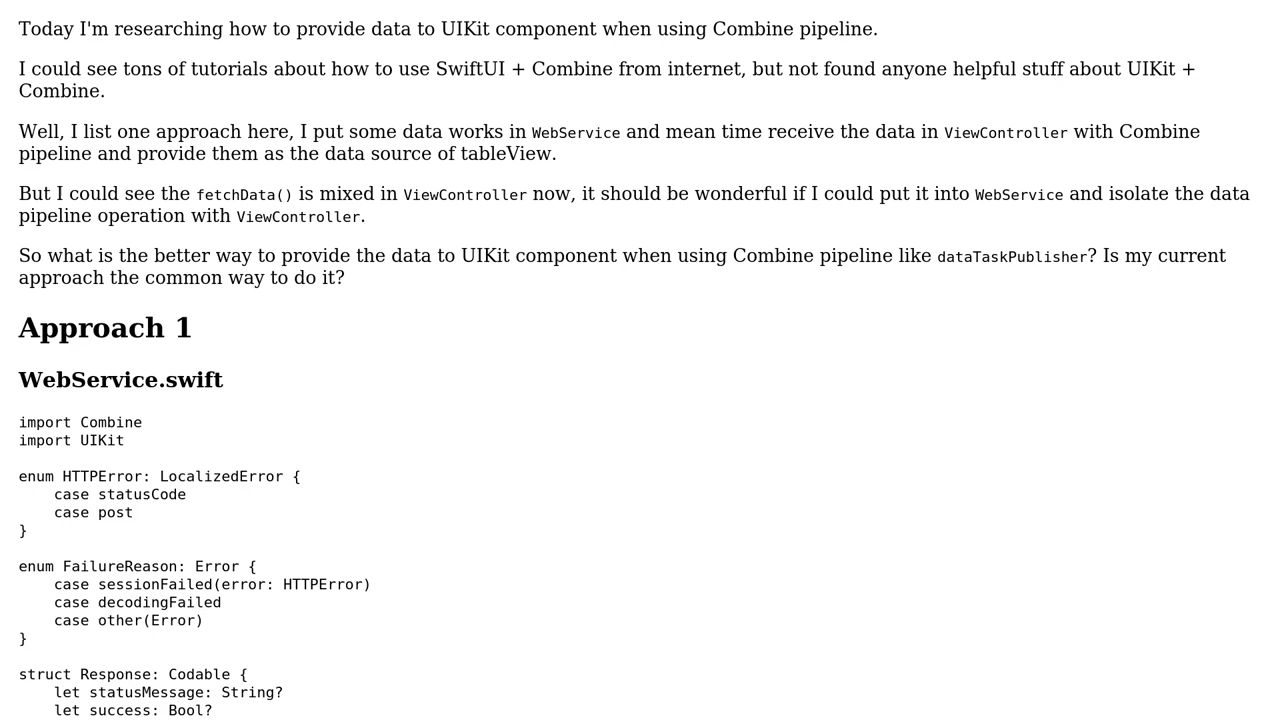 Today I'm researching how to provide data to UIKit component when using Combine pipeline.
I could see tons of tutorials about how to use SwiftUI + Combine from internet, but not found anyone helpful stuff about UIKit +
Combine.
Well, I list one approach here, I put some data works in WebService and mean time receive the data in ViewController with Combine
pipeline and provide them as the data source of tableView.
But I could see the fetchData() is mixed in ViewController now, it should be wonderful if I could put it into WebService and isolate the data
pipeline operation with ViewController.
So what is the better way to provide the data to UIKit component when using Combine pipeline like dataTaskPublisher? Is my current
approach the common way to do it?
Approach 1
WebService.swift
import Combine
import UIKit
enum HTTPError: LocalizedError {
    case statusCode
    case post
}
enum FailureReason: Error {
    case sessionFailed(error: HTTPError)
    case decodingFailed
    case other(Error)
}
struct Response: Codable {
    let statusMessage: String?
    let success: Bool?